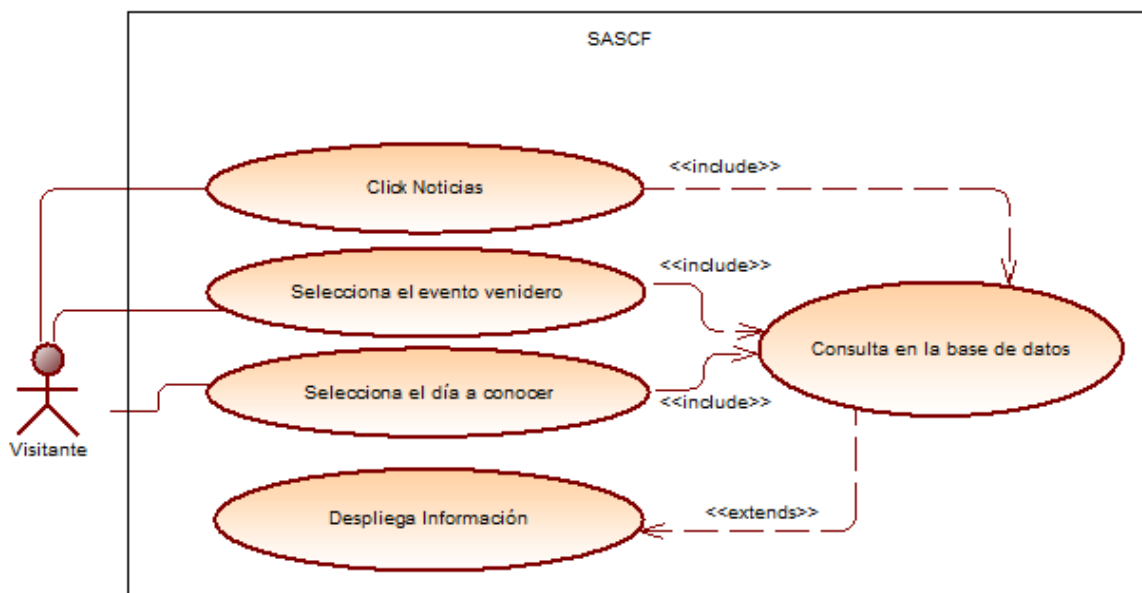 SASCF
Click Noticias
<<include>>
Selecciona el evento venidero
<<include>>
Consulta en la base de datos
Selecciona el día a conocer
<<include>>
Visitante
Despliega Información
<<extends>>